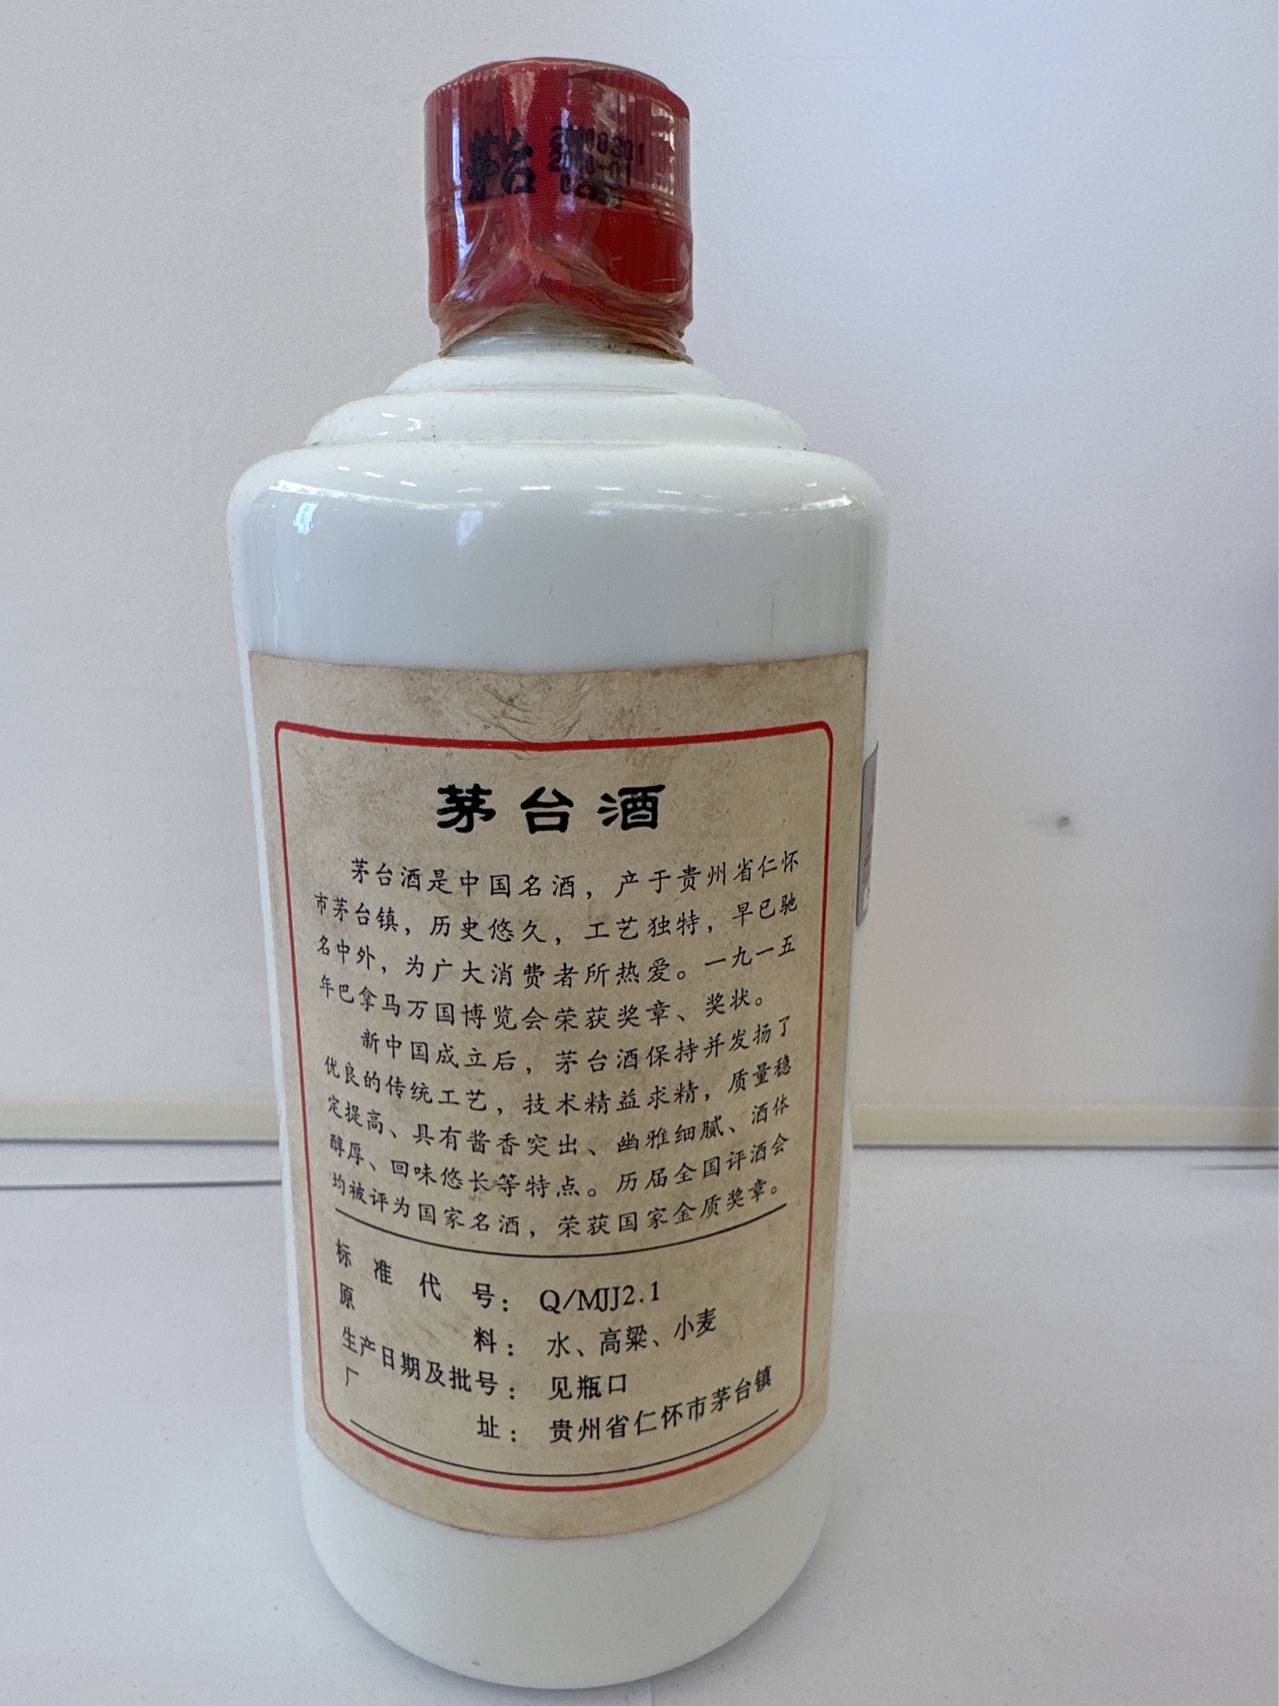 茅台
茅台酒
茅台酒是中国名酒，产于贵州省仁怀
市茅台镇，历史悠久，工艺独特，早已驰
名中外，为广大消费者所热爱。一九一五
年巴拿马万国博览会荣获奖章、奖状。
新中国成立后，茅台酒保持并发扬了
优良的传统工艺，技术精益求精，质量稳
定提高、具有酱香突出、幽雅细腻、酒体
醇厚、回味悠长等特点。历届全国评酒会
均被评为国家名酒，荣获国家金质奖章。
标准代号：Q/MJJ2.1
原料：水、高粱、小麦
生产日期及批号：见瓶口
厂址：贵州省仁怀市茅台镇